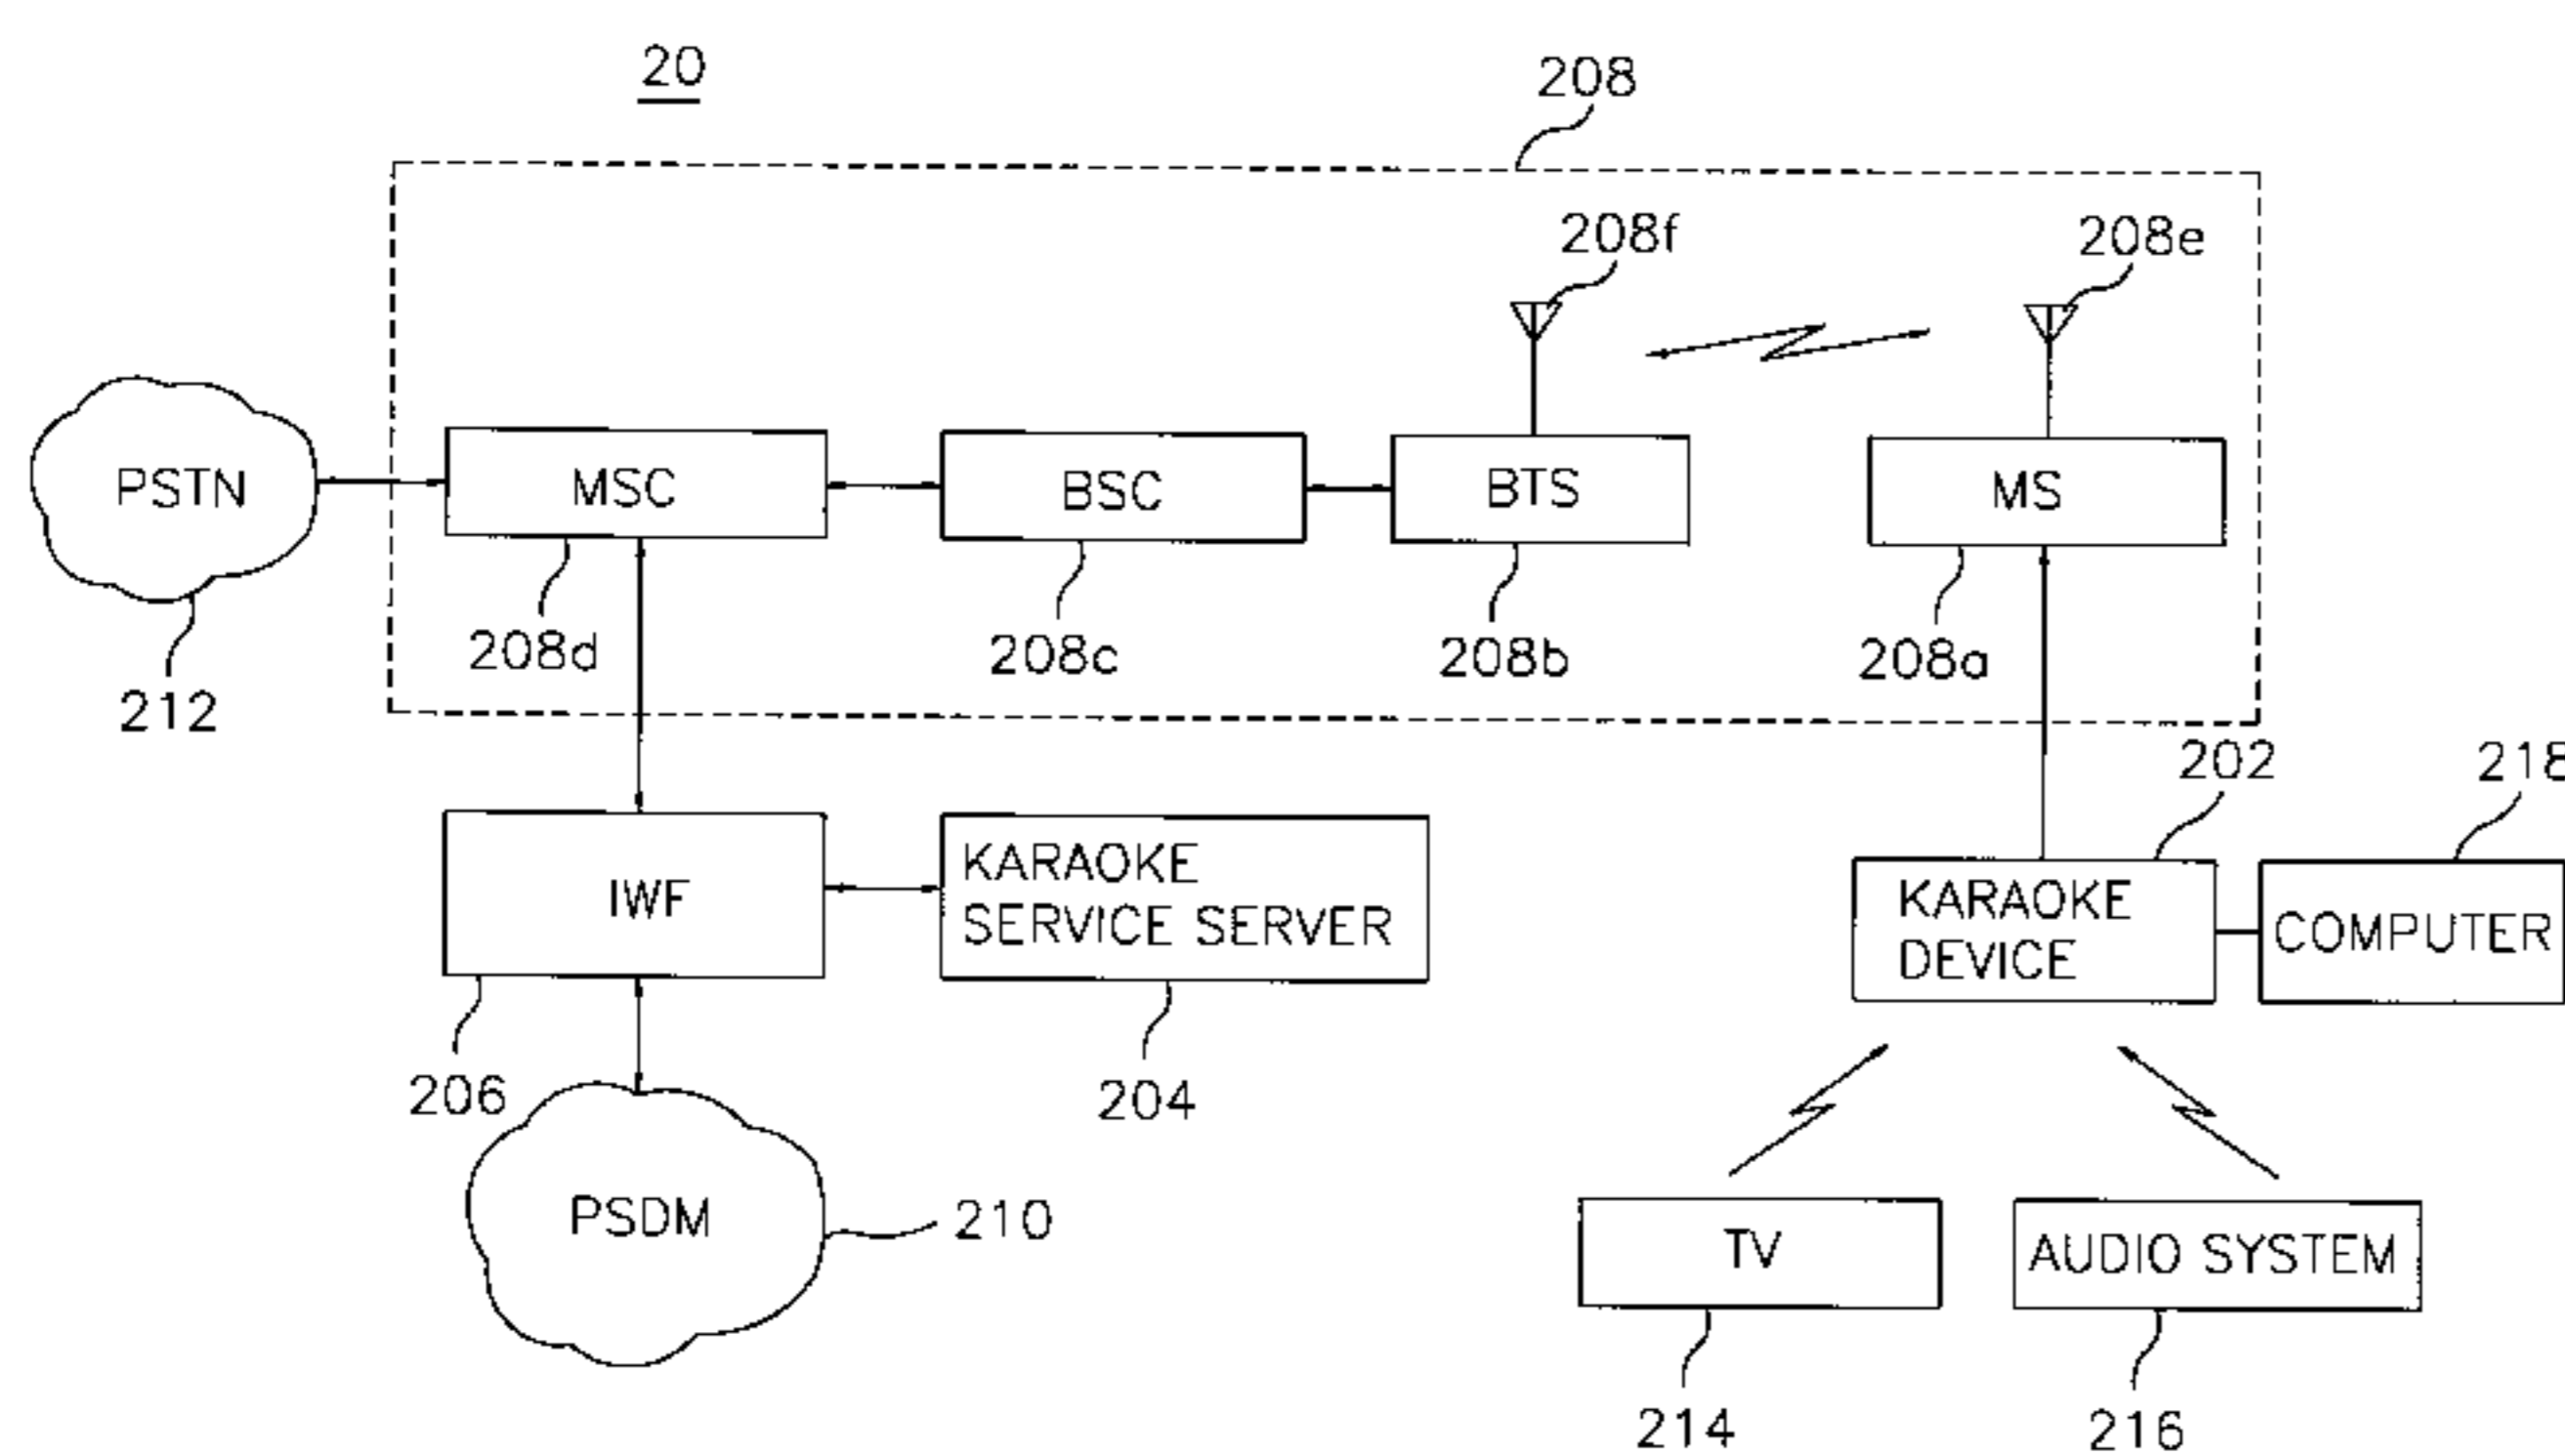 20
208
208f
208e
PSTN
MSC
BSC
BTS
MS
208d
208c
208b
208a
212
202
218
IWF
KARAOKE
SERVICE SERVER
KARAOKE
DEVICE
COMPUTER
206
204
PSDM
210
TV
AUDIO SYSTEM
214
216